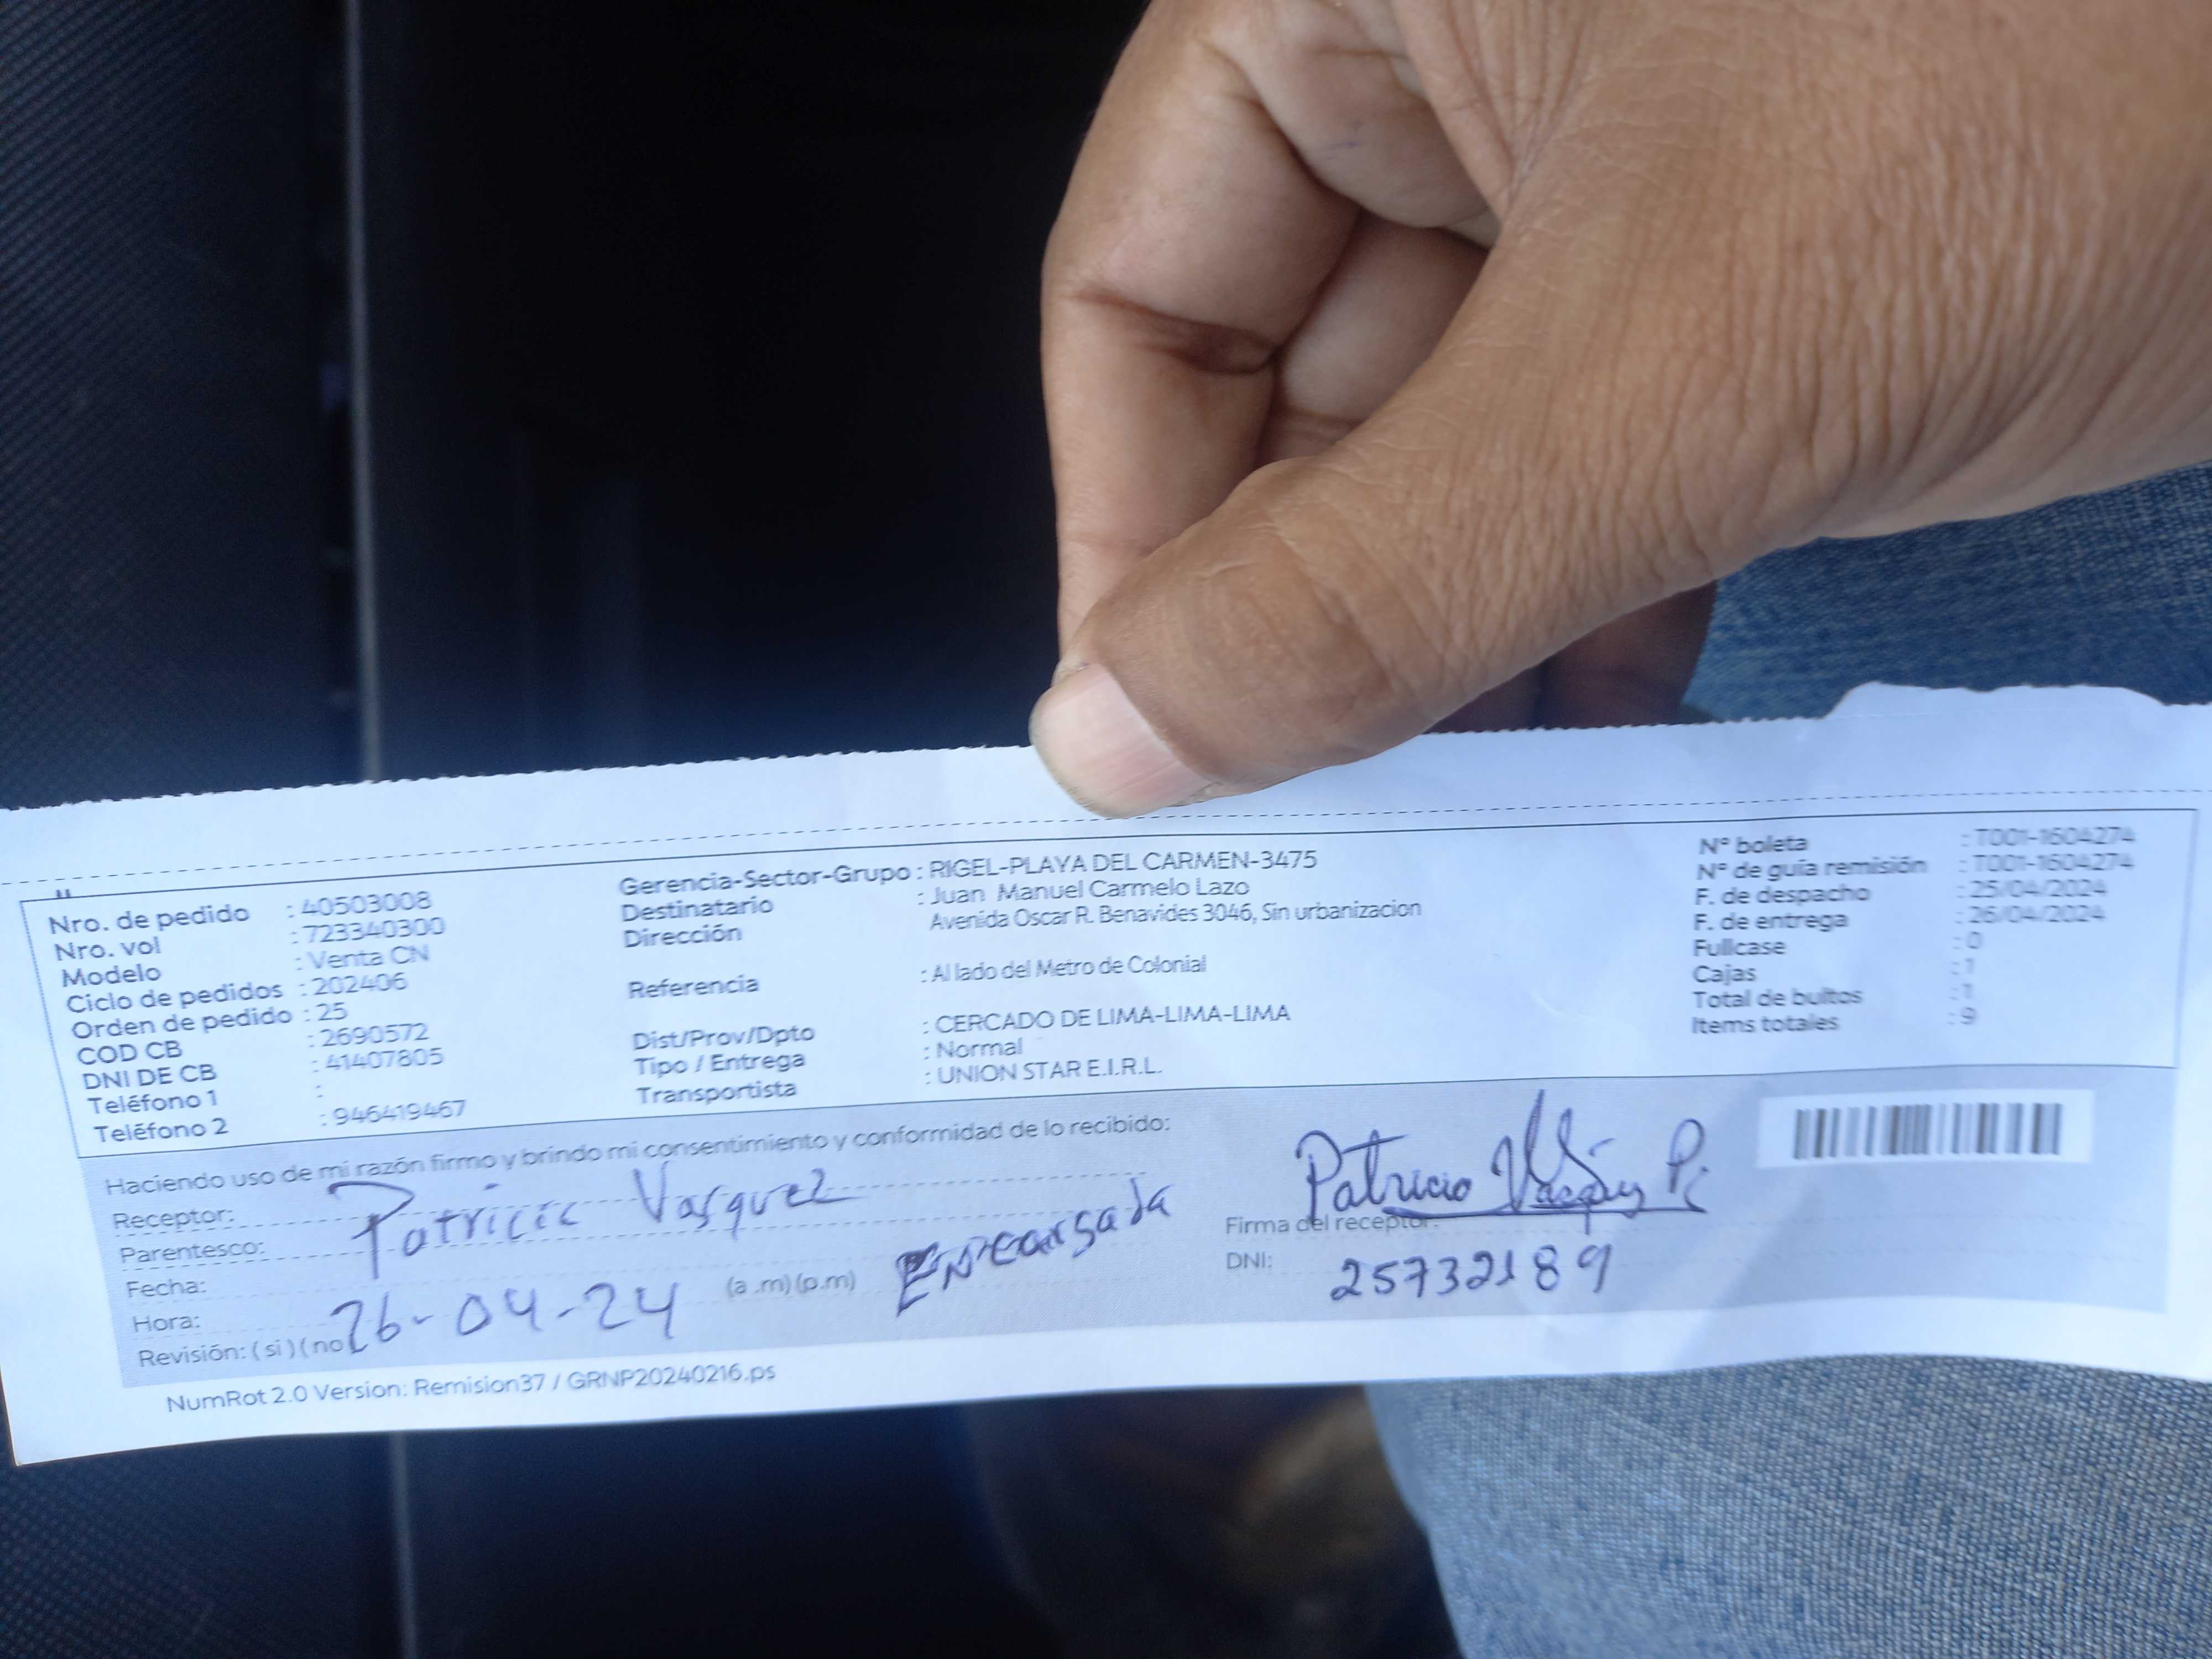 Nro. de pedido : 40503008
Nro. vol : 723340300
Modelo : Venta CN
Ciclo de pedidos : 202406
Orden de pedido : 25
COD CB : 2690572
DNI DE CB : 41407805
Teléfono 1 :
Teléfono 2 : 946419467
Gerencia-Sector-Grupo : RIGEL-PLAYA DEL CARMEN-3475
Destinatario : Juan Manuel Carmelo Lazo
Dirección Avenida Oscar R. Benavides 3046, Sin urbanizacion
Referencia : Al lado del Metro de Colonial
Dist/Prov/Dpto : CERCADO DE LIMA-LIMA-LIMA
Tipo / Entrega : Normal
Transportista : UNION STAR E.I.R.L.
Nº boleta : T001-1604274
Nº de guía remisión : T001-1604274
F. de despacho : 25/04/2024
F. de entrega : 26/04/2024
Fullcase : 0
Cajas : 1
Total de bultos : 1
Items totales : 9
Haciendo uso de mi razón firmo y brindo mi consentimiento y conformidad de lo recibido:
Receptor: Patricia Vasquez
Parentesco: Encargada
Fecha: 26-04-24
Hora: (a .m) (p.m)
Revisión: ( si ) ( no
Patricia Vasquez P.
Firma del receptor:
DNI: 25732189
NumRot 2.0 Version: Remision37 / GRNP20240216.ps